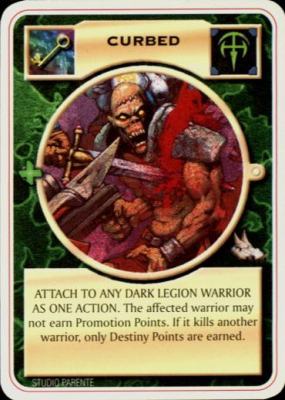 CURBED
ATTACH TO ANY DARK LEGION WARRIOR
AS ONE ACTION. The affected warrior may
not earn Promotion Points. If it kills another
warrior, only Destiny Points are earned.
STUDIO PARENTE